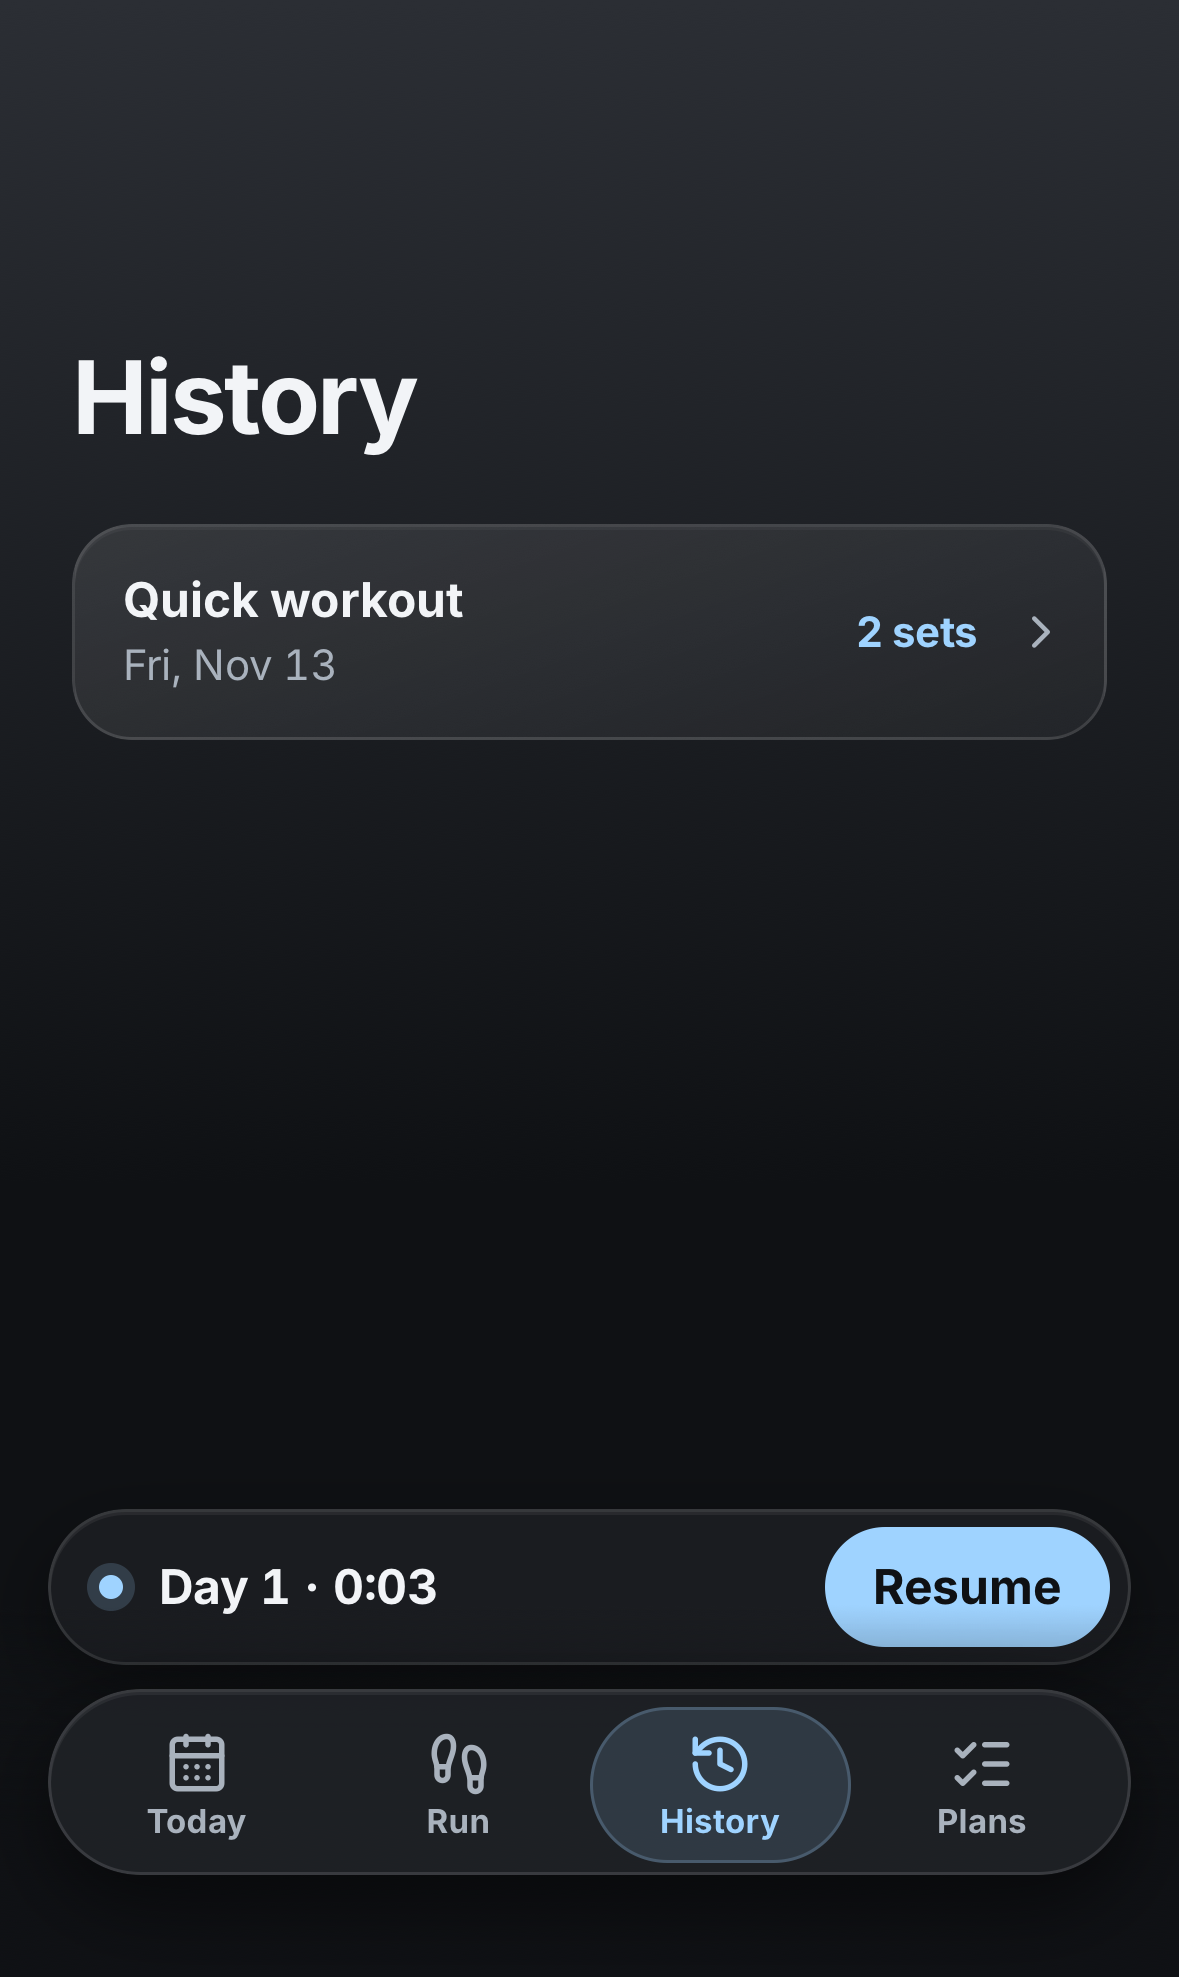 History
Quick workout
Fri, Nov 13
2 sets
Day 1 · 0:03
Resume
Today
Run
History
Plans